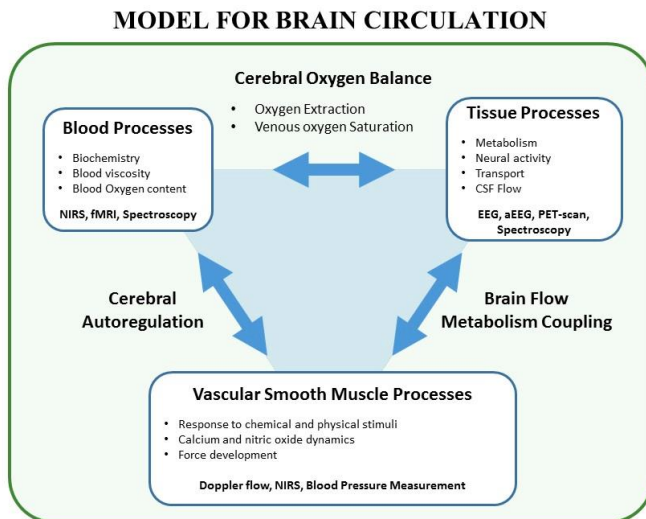 MODEL FOR BRAIN CIRCULATION
Cerebral Oxygen Balance
• Oxygen Extraction
• Venous oxygen Saturation
Blood Processes
• Biochemistry
• Blood viscosity
• Blood Oxygen content
NIRS, fMRI, Spectroscopy
Tissue Processes
• Metabolism
• Neural activity
• Transport
• CSF Flow
EEG, aEEG, PET-scan,
Spectroscopy
Cerebral
Autoregulation
Brain Flow
Metabolism Coupling
Vascular Smooth Muscle Processes
• Response to chemical and physical stimuli
• Calcium and nitric oxide dynamics
• Force development
Doppler flow, NIRS, Blood Pressure Measurement